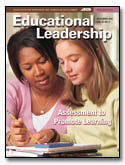 Educational
Leadership
Assessment to
Promote Learning